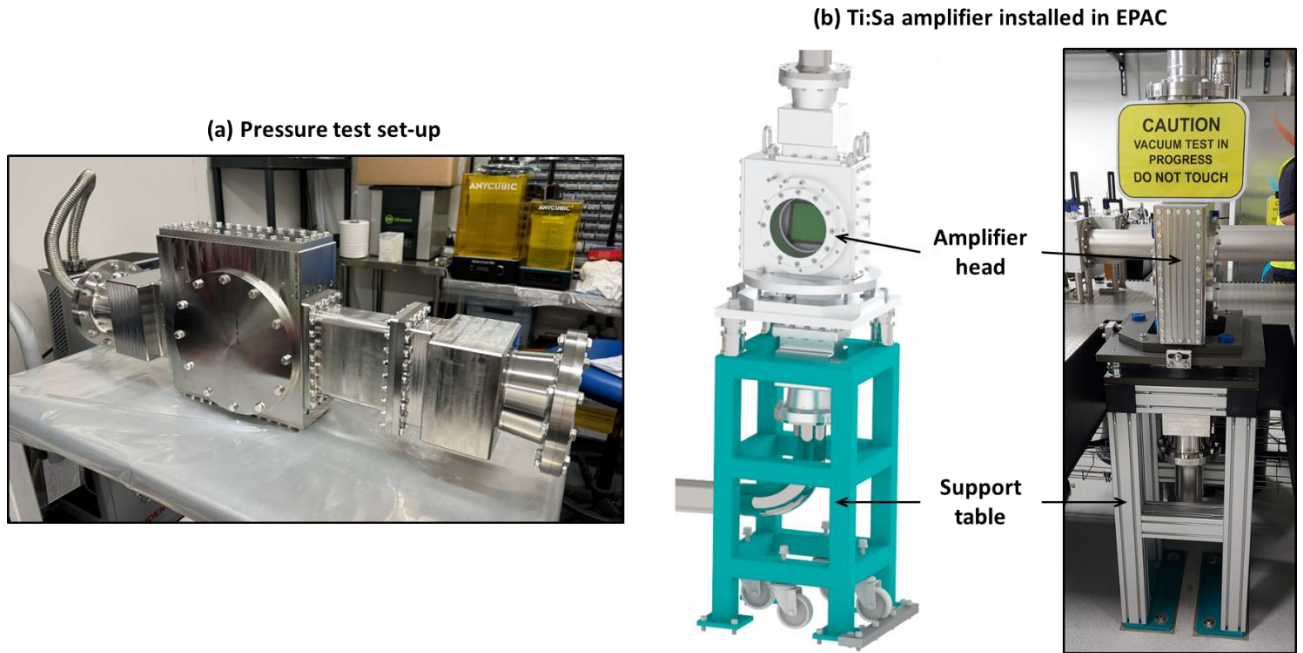 (b) Ti:Sa amplifier installed in EPAC
(a) Pressure test set-up
ANYCUBIC
ANYCUBIC
CAUTION
VACUUM TEST IN
PROGRESS
DO NOT TOUCH
Amplifier
head
Support
table